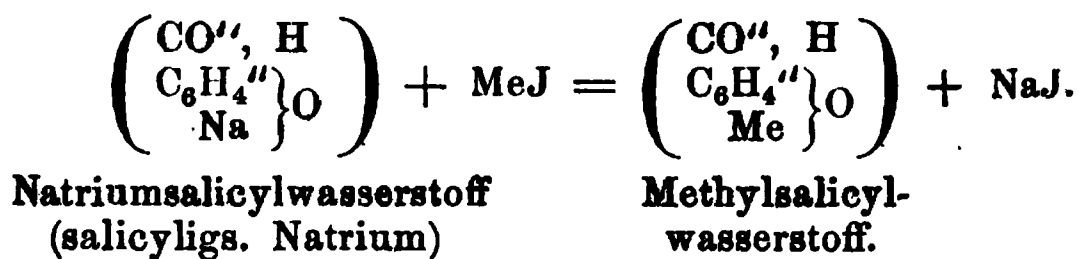 ( CO", H
C₆H₄" } O
Na ) + MeJ = ( CO", H
C₆H₄" } O
Me ) + NaJ.
Natriumsalicylwasserstoff
(salicyligs. Natrium)
Methylsalicyl-
wasserstoff.